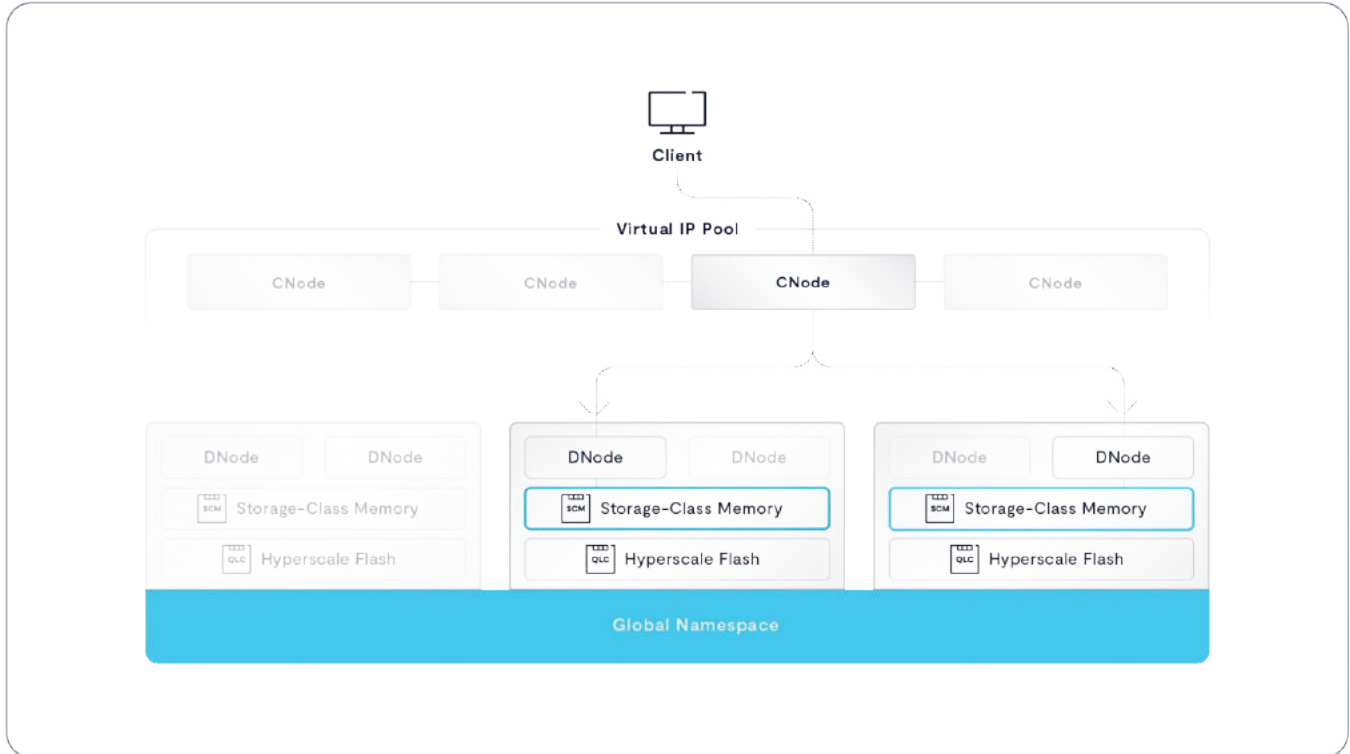 Client
Virtual IP Pool
CNode
CNode
CNode
CNode
DNode
DNode
DNode
DNode
DNode
DNode
SCM Storage-Class Memory
SCM Storage-Class Memory
SCM Storage-Class Memory
QLC Hyperscale Flash
QLC Hyperscale Flash
QLC Hyperscale Flash
Global Namespace